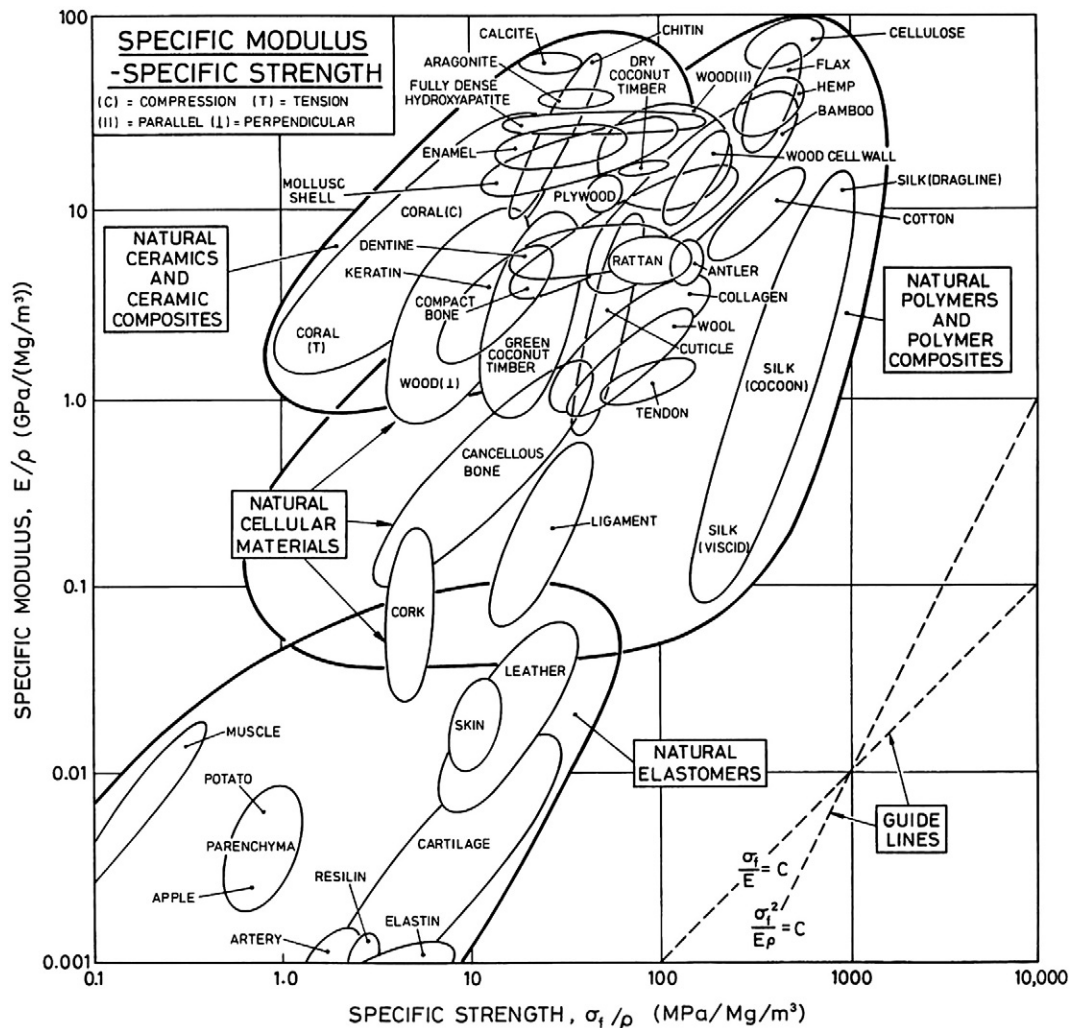 SPECIFIC MODULUS
-SPECIFIC STRENGTH
(C) = COMPRESSION (T) = TENSION
(II) = PARALLEL (⊥) = PERPENDICULAR
CALCITE
ARAGONITE
FULLY DENSE
HYDROXYAPATITE
ENAMEL
MOLLUSC
SHELL
CHITIN
DRY
COCONUT
TIMBER
WOOD(II)
CELLULOSE
FLAX
HEMP
BAMBOO
WOOD CELL WALL
SILK(DRAGLINE)
COTTON
PLYWOOD
CORAL(C)
NATURAL
CERAMICS
AND
CERAMIC
COMPOSITES
DENTINE
KERATIN
COMPACT
BONE
RATTAN
ANTLER
COLLAGEN
WOOL
CUTICLE
TENDON
NATURAL
POLYMERS
AND
POLYMER
COMPOSITES
CORAL
(T)
WOOD(⊥)
GREEN
COCONUT
TIMBER
SILK
(COCOON)
CANCELLOUS
BONE
NATURAL
CELLULAR
MATERIALS
LIGAMENT
SILK
(VISCID)
CORK
LEATHER
SKIN
MUSCLE
NATURAL
ELASTOMERS
POTATO
PARENCHYMA
APPLE
CARTILAGE
RESILIN
ARTERY
ELASTIN
GUIDE
LINES
σf/E = C
σf²/Eρ = C
100
10
1.0
0.1
0.01
0.001
SPECIFIC MODULUS, E/ρ (GPa/(Mg/m³))
0.1
1.0
10
100
1000
10,000
SPECIFIC STRENGTH, σf/ρ (MPa/Mg/m³)